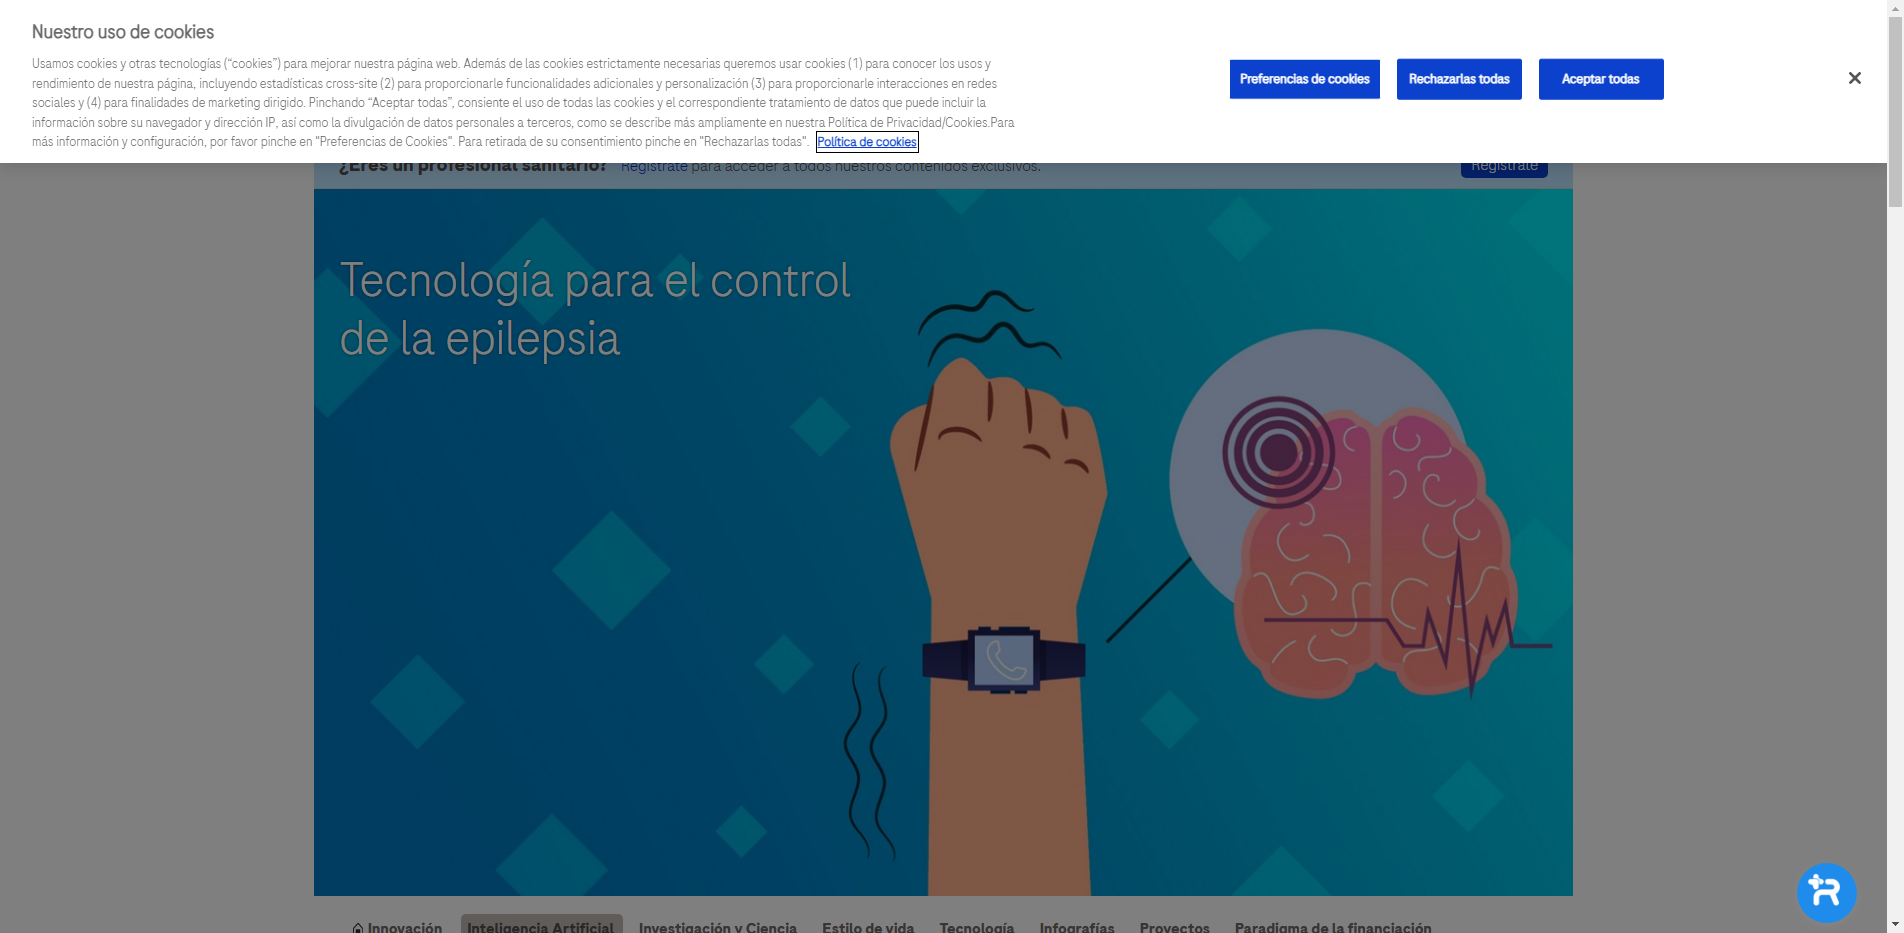 Nuestro uso de cookies
Usamos cookies y otras tecnologías (“cookies”) para mejorar nuestra página web. Además de las cookies estrictamente necesarias queremos usar cookies (1) para conocer los usos y
rendimiento de nuestra página, incluyendo estadísticas cross-site (2) para proporcionarle funcionalidades adicionales y personalización (3) para proporcionarle interacciones en redes
sociales y (4) para finalidades de marketing dirigido. Pinchando “Aceptar todas”, consiente el uso de todas las cookies y el correspondiente tratamiento de datos que puede incluir la
información sobre su navegador y dirección IP, así como la divulgación de datos personales a terceros, como se describe más ampliamente en nuestra Política de Privacidad/Cookies.Para
más información y configuración, por favor pinche en "Preferencias de Cookies". Para retirada de su consentimiento pinche en "Rechazarlas todas". Política de cookies
Preferencias de cookies Rechazarlas todas Aceptar todas
¿Eres un profesional sanitario? Regístrate para acceder a todos nuestros contenidos exclusivos. Regístrate
Tecnología para el control
de la epilepsia
Innovación Inteligencia Artificial Investigación y Ciencia Estilo de vida Tecnología Infografías Proyectos Paradigma de la financiación